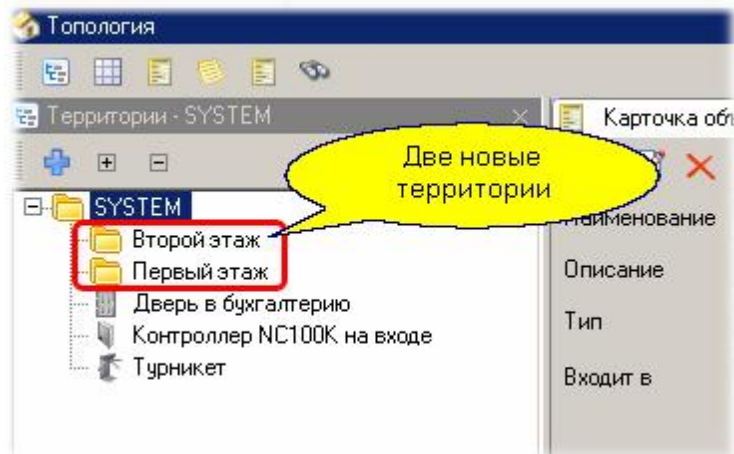 Топология
Территории - SYSTEM
Карточка объ
Две новые
территории
SYSTEM
Второй этаж
Первый этаж
Дверь в бухгалтерию
Контроллер NC100K на входе
Турникет
Наименование
Описание
Тип
Входит в